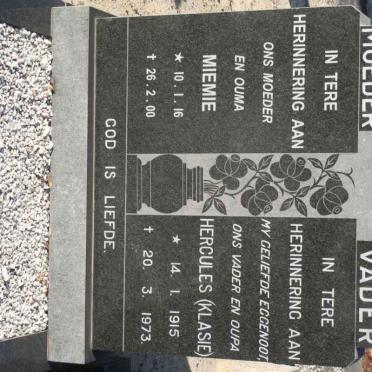 MOEDER
IN TERE
HERINNERING AAN
ONS MOEDER
EN OUMA
MIEMIE
★ 10. 1. 16
† 26. 2. 00
VADER
IN TERE
HERINNERING AAN
MY GELIEFDE EGGENOOT,
ONS VADER EN OUPA
HERCULES (KLASIE)
★ 14. 1. 1915
† 20. 3. 1973.
GOD IS LIEFDE.